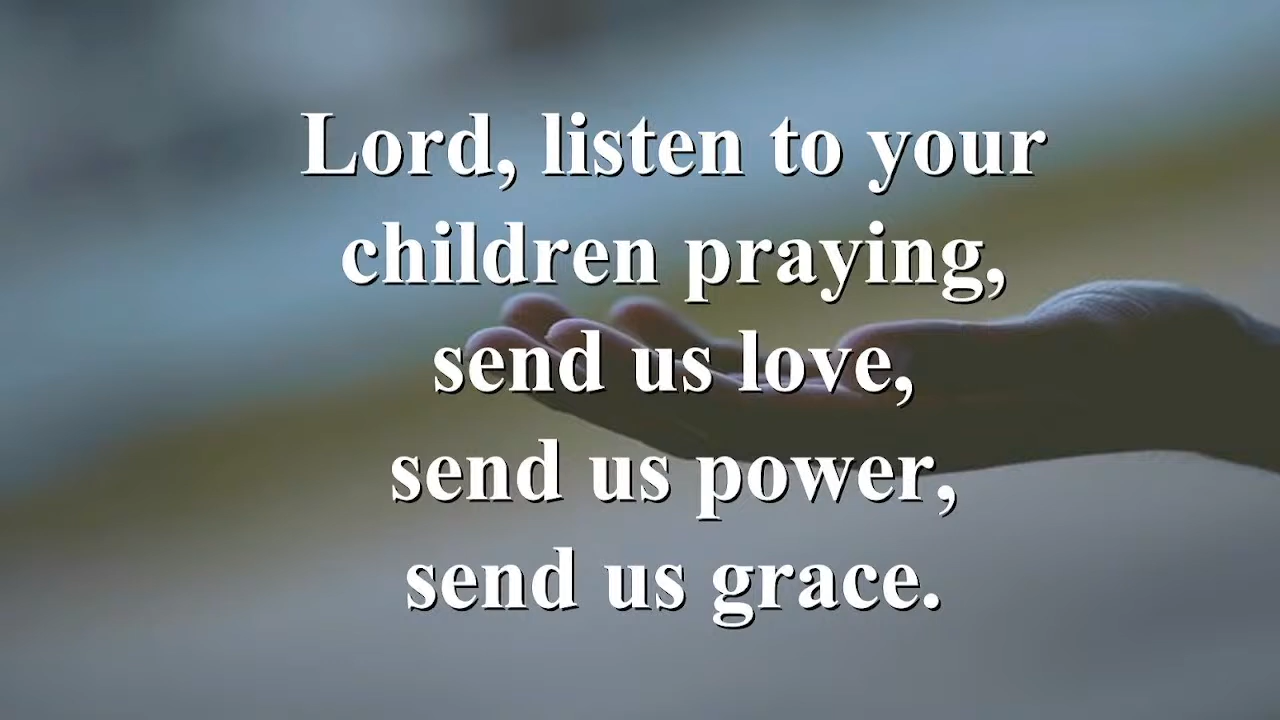 Lord, listen to your
children praying,
send us love,
send us power,
send us grace.